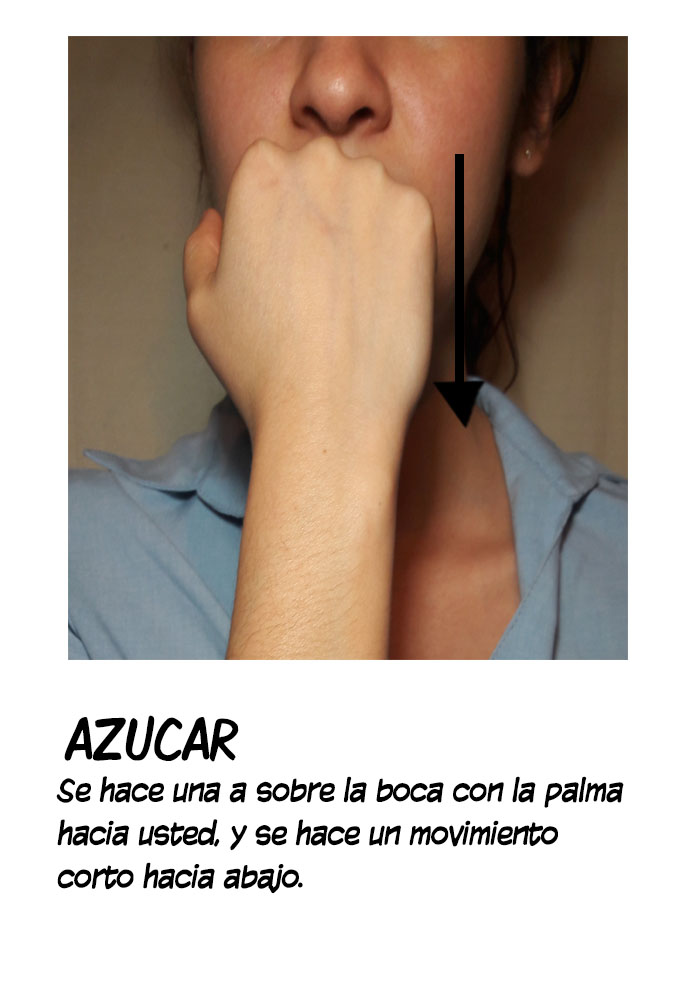 AZUCAR
Se hace una a sobre la boca con la palma
hacia usted, y se hace un movimiento
corto hacia abajo.